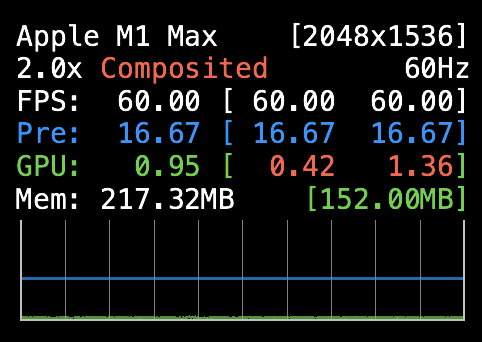 Apple M1 Max [2048x1536]
2.0x Composited 60Hz
FPS: 60.00 [ 60.00 60.00]
Pre: 16.67 [ 16.67 16.67]
GPU: 0.95 [ 0.42 1.36]
Mem: 217.32MB [152.00MB]